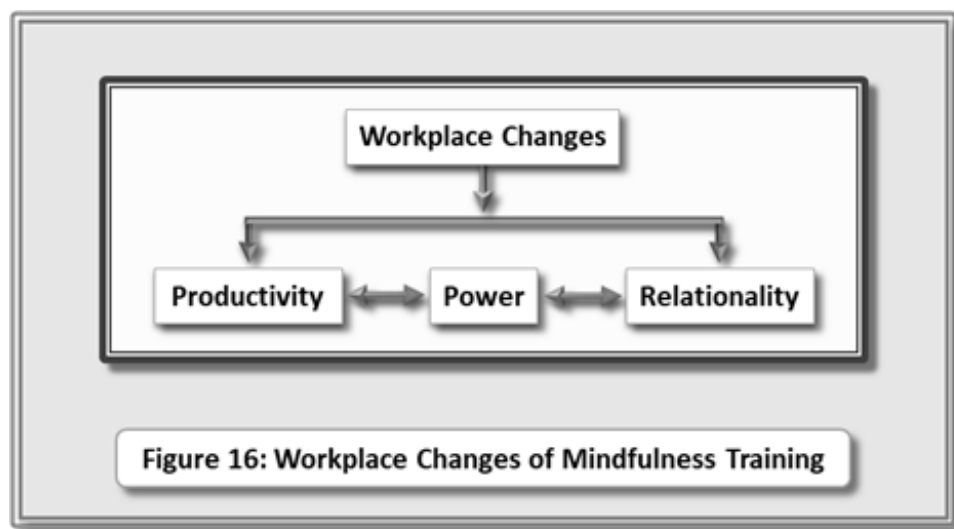 Workplace Changes
Productivity Power Relationality
Figure 16: Workplace Changes of Mindfulness Training